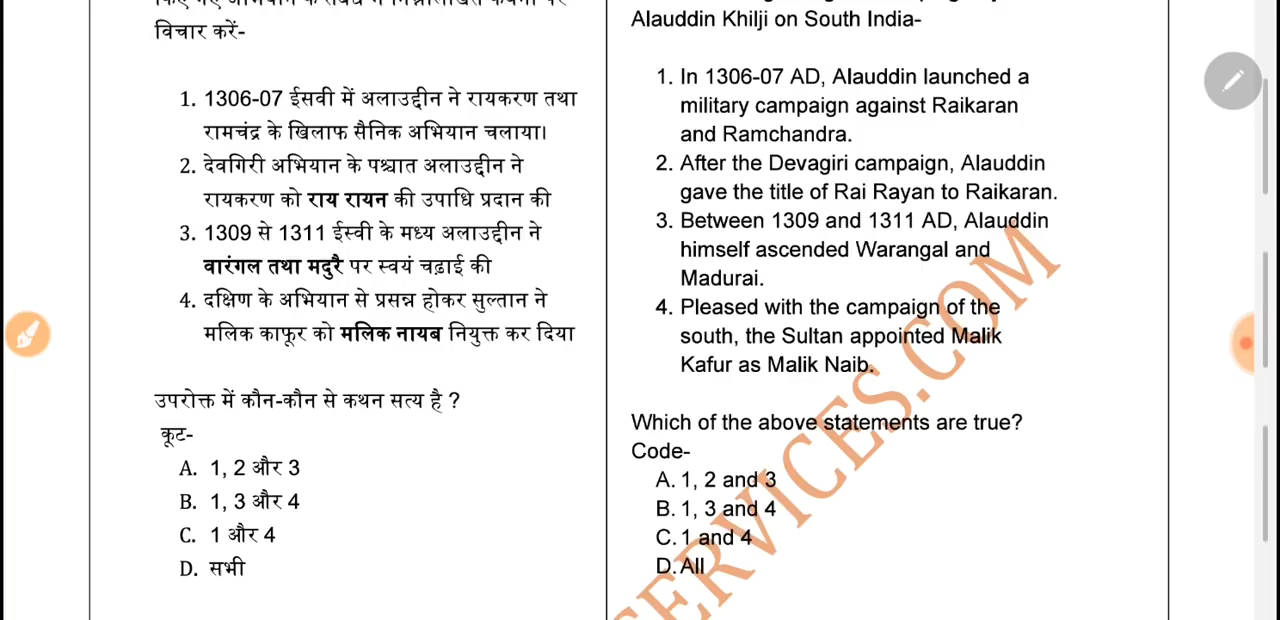 विचार करें-
1. 1306-07 ईसवी में अलाउद्दीन ने रायकरण तथा
रामचंद्र के खिलाफ सैनिक अभियान चलाया।
2. देवगिरी अभियान के पश्चात अलाउद्दीन ने
रायकरण को राय रायन की उपाधि प्रदान की
3. 1309 से 1311 ईस्वी के मध्य अलाउद्दीन ने
वारंगल तथा मदुरै पर स्वयं चढ़ाई की
4. दक्षिण के अभियान से प्रसन्न होकर सुल्तान ने
मलिक काफूर को मलिक नायब नियुक्त कर दिया
उपरोक्त में कौन-कौन से कथन सत्य है ?
कूट-
A. 1, 2 और 3
B. 1, 3 और 4
C. 1 और 4
D. सभी
Alauddin Khilji on South India-
1. In 1306-07 AD, Alauddin launched a
military campaign against Raikaran
and Ramchandra.
2. After the Devagiri campaign, Alauddin
gave the title of Rai Rayan to Raikaran.
3. Between 1309 and 1311 AD, Alauddin
himself ascended Warangal and
Madurai.
4. Pleased with the campaign of the
south, the Sultan appointed Malik
Kafur as Malik Naib.
Which of the above statements are true?
Code-
A. 1, 2 and 3
B. 1, 3 and 4
C. 1 and 4
D. All
SERVICES.COM